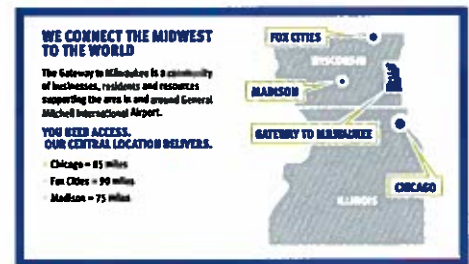 WE CONNECT THE MIDWEST
TO THE WORLD
The Gateway to Milwaukee is a community
of businesses, residents and resources
supporting the area in and around General
Mitchell International Airport.
YOU NEED ACCESS.
OUR CENTRAL LOCATION DELIVERS.
Chicago = 85 miles
Fox Cities = 90 miles
Madison = 75 miles
FOX CITIES
WISCONSIN
MADISON
GATEWAY TO MILWAUKEE
CHICAGO
ILLINOIS